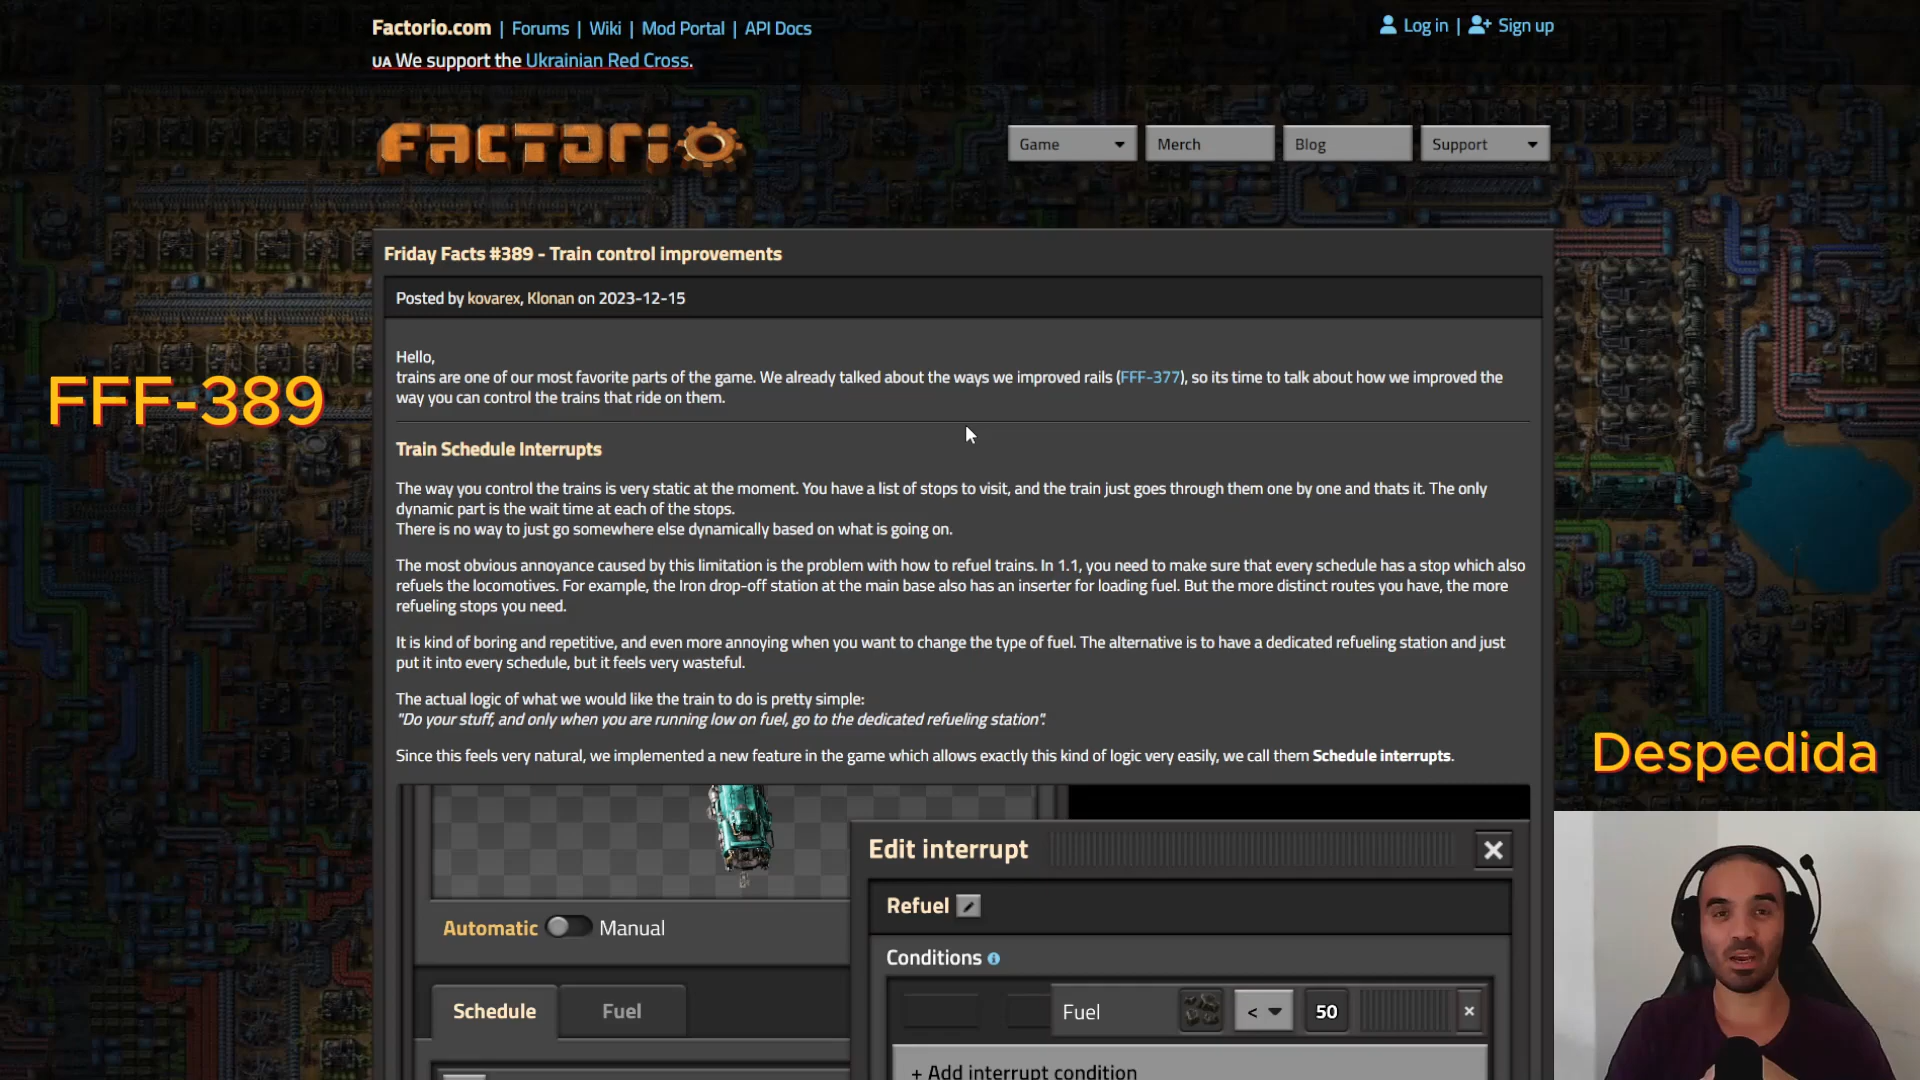 Factorio.com | Forums | Wiki | Mod Portal | API Docs
Log in | Sign up
UA We support the Ukrainian Red Cross.
FACTORIO
Game
Merch
Blog
Support
Friday Facts #389 - Train control improvements
Posted by kovarex, Klonan on 2023-12-15
Hello,
trains are one of our most favorite parts of the game. We already talked about the ways we improved rails (FFF-377), so its time to talk about how we improved the
way you can control the trains that ride on them.
FFF-389
Train Schedule Interrupts
The way you control the trains is very static at the moment. You have a list of stops to visit, and the train just goes through them one by one and thats it. The only
dynamic part is the wait time at each of the stops.
There is no way to just go somewhere else dynamically based on what is going on.
The most obvious annoyance caused by this limitation is the problem with how to refuel trains. In 1.1, you need to make sure that every schedule has a stop which also
refuels the locomotives. For example, the Iron drop-off station at the main base also has an inserter for loading fuel. But the more distinct routes you have, the more
refueling stops you need.
It is kind of boring and repetitive, and even more annoying when you want to change the type of fuel. The alternative is to have a dedicated refueling station and just
put it into every schedule, but it feels very wasteful.
The actual logic of what we would like the train to do is pretty simple:
"Do your stuff, and only when you are running low on fuel, go to the dedicated refueling station".
Since this feels very natural, we implemented a new feature in the game which allows exactly this kind of logic very easily, we call them Schedule interrupts.
Despedida
Edit interrupt
Refuel
Automatic
Manual
Conditions
Schedule
Fuel
Fuel
<
50
+ Add interrupt condition